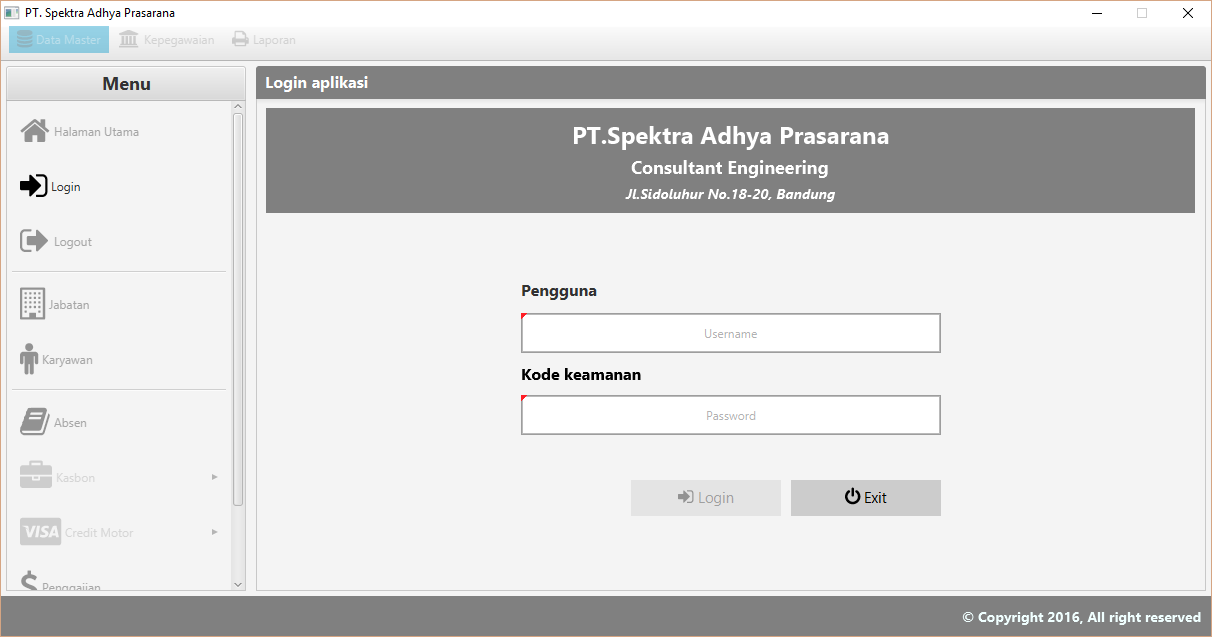 PT. Spektra Adhya Prasarana
Data Master Kepegawaian Laporan
Menu
Halaman Utama
Login
Logout
Jabatan
Karyawan
Absen
Kasbon
VISA Credit Motor
Penggajian
Login aplikasi
PT.Spektra Adhya Prasarana
Consultant Engineering
Jl.Sidoluhur No.18-20, Bandung
Pengguna
Username
Kode keamanan
Password
Login Exit
© Copyright 2016, All right reserved